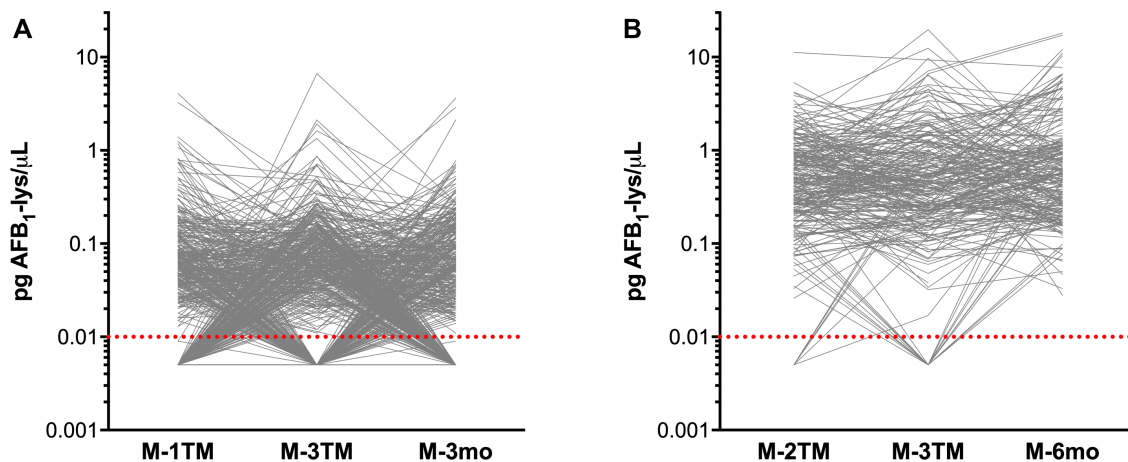 A
pg AFB₁-lys/μL
10
1
0.1
0.01
0.001
M-1TM M-3TM M-3mo
B
pg AFB₁-lys/μL
10
1
0.1
0.01
0.001
M-2TM M-3TM M-6mo